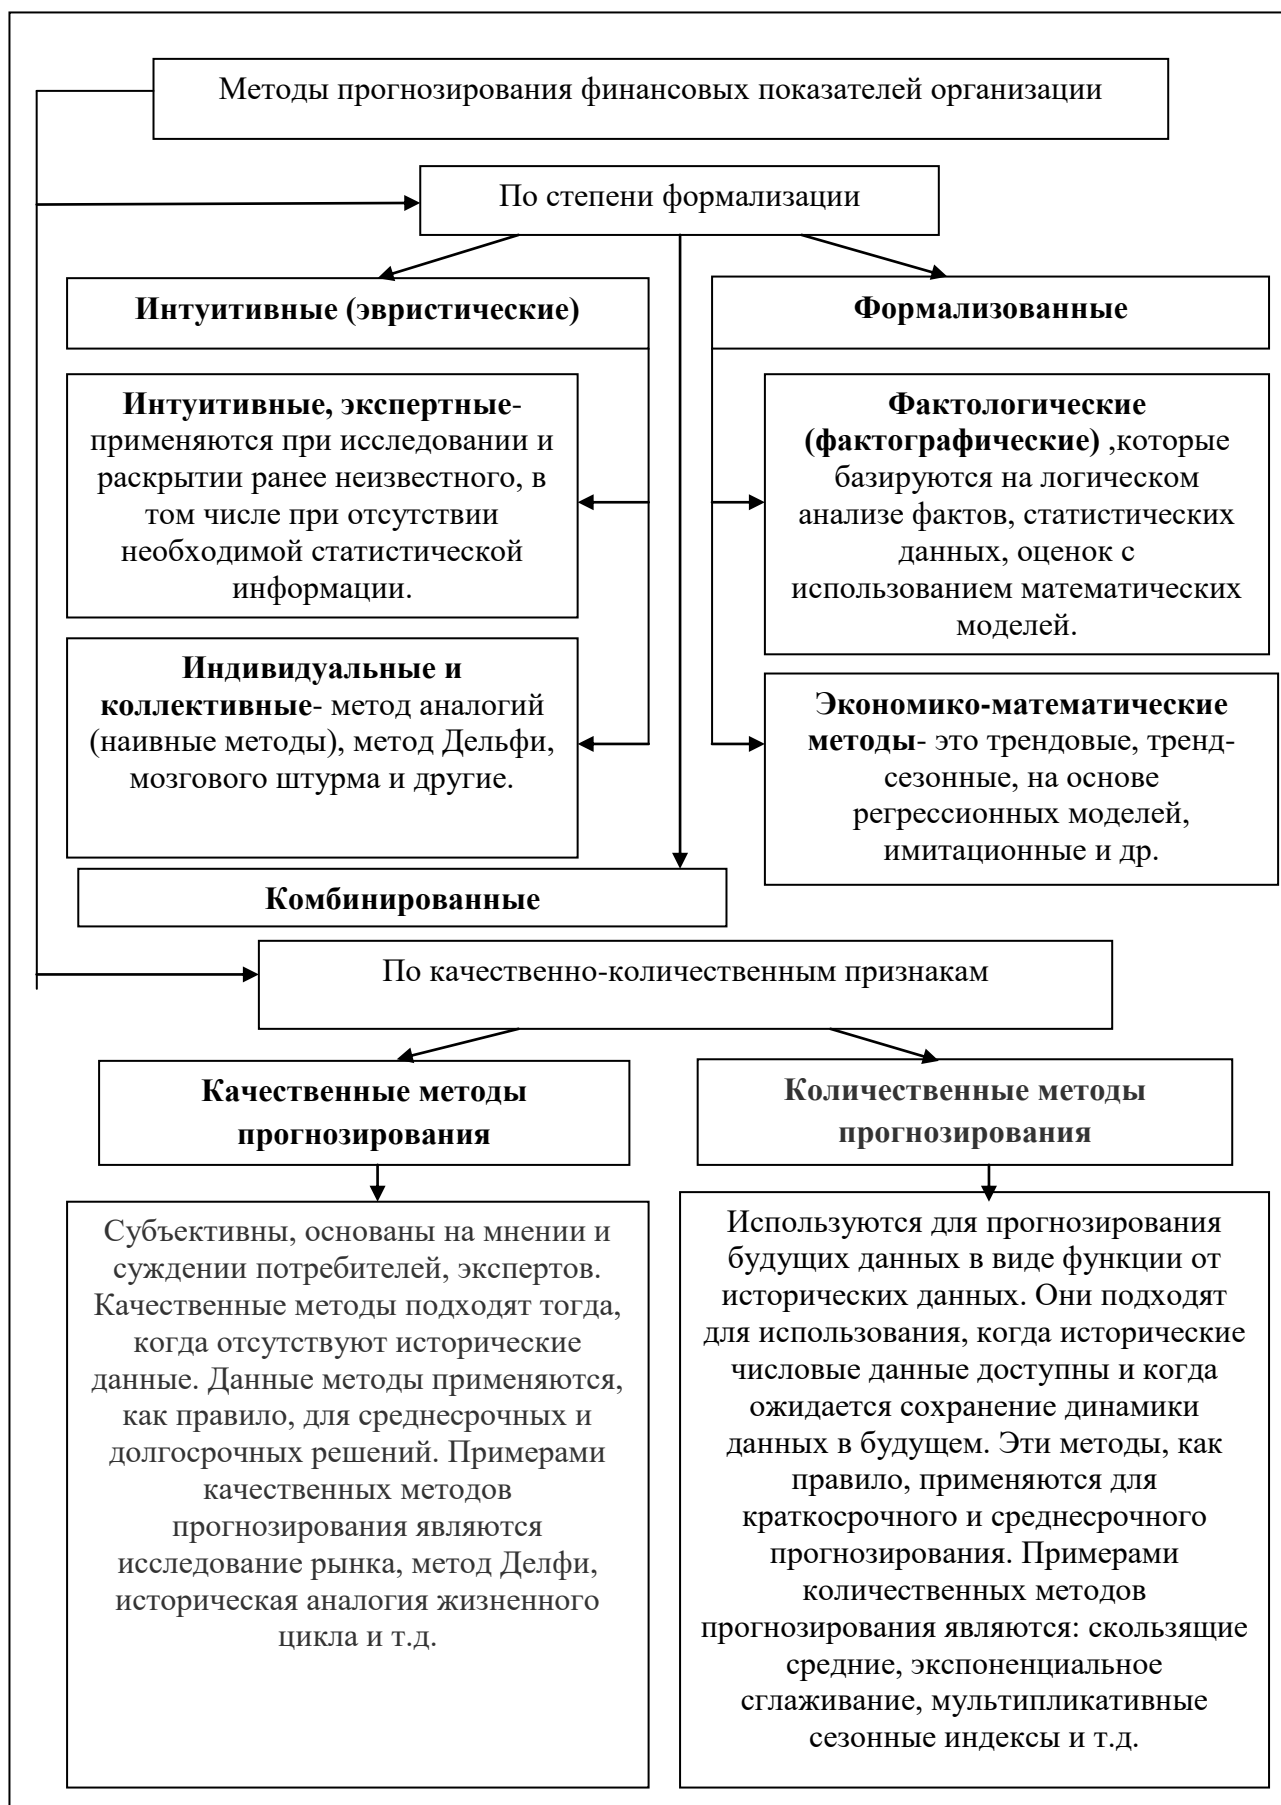 Методы прогнозирования финансовых показателей организации
По степени формализации
Интуитивные (эвристические)
Формализованные
Интуитивные, экспертные-
применяются при исследовании и
раскрытии ранее неизвестного, в
том числе при отсутствии
необходимой статистической
информации.
Фактологические
(фактографические) ,которые
базируются на логическом
анализе фактов, статистических
данных, оценок с
использованием математических
моделей.
Индивидуальные и
коллективные- метод аналогий
(наивные методы), метод Дельфи,
мозгового штурма и другие.
Экономико-математические
методы- это трендовые, тренд-
сезонные, на основе
регрессионных моделей,
имитационные и др.
Комбинированные
По качественно-количественным признакам
Качественные методы
прогнозирования
Количественные методы
прогнозирования
Субъективны, основаны на мнении и
суждении потребителей, экспертов.
Качественные методы подходят тогда,
когда отсутствуют исторические
данные. Данные методы применяются,
как правило, для среднесрочных и
долгосрочных решений. Примерами
качественных методов
прогнозирования являются
исследование рынка, метод Делфи,
историческая аналогия жизненного
цикла и т.д.
Используются для прогнозирования
будущих данных в виде функции от
исторических данных. Они подходят
для использования, когда исторические
числовые данные доступны и когда
ожидается сохранение динамики
данных в будущем. Эти методы, как
правило, применяются для
краткосрочного и среднесрочного
прогнозирования. Примерами
количественных методов
прогнозирования являются: скользящие
средние, экспоненциальное
сглаживание, мультипликативные
сезонные индексы и т.д.